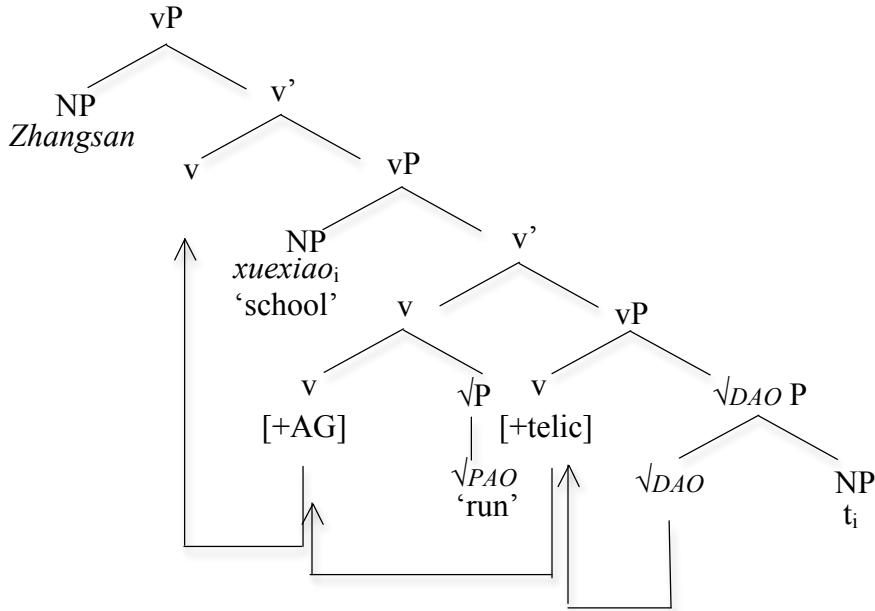 vP
NP v’
Zhangsan
v vP
NP v’
xuexiaoᵢ
‘school’ v vP
v √P v √DAO P
[+AG] [+telic]
√PAO √DAO NP
‘run’ tᵢ